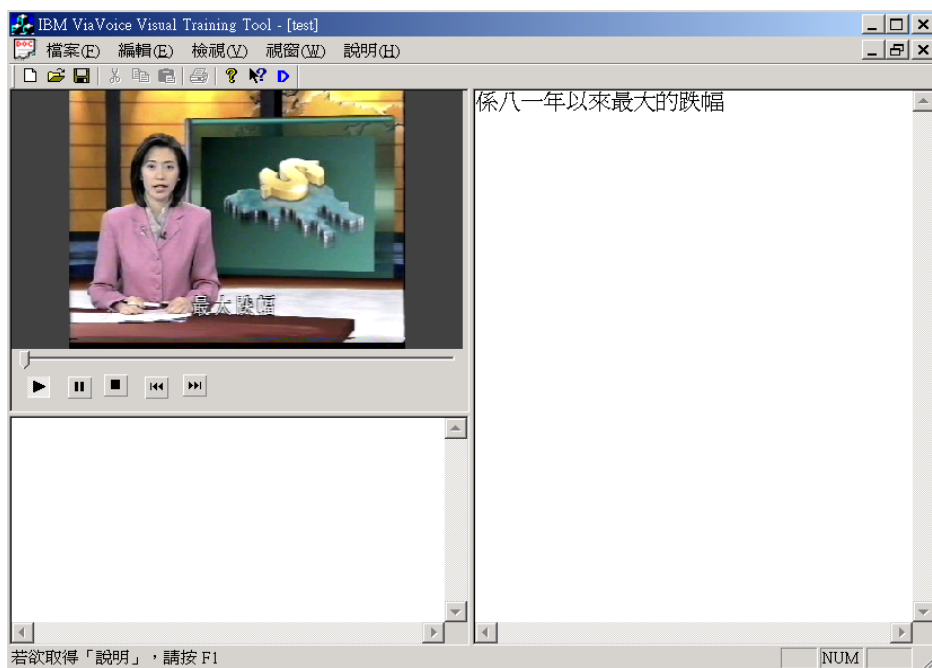 IBM ViaVoice Visual Training Tool - [test]
檔案(F) 編輯(E) 檢視(V) 視窗(W) 說明(H)
係八一年以來最大的跌幅
最大跌幅
若欲取得「說明」，請按 F1
NUM